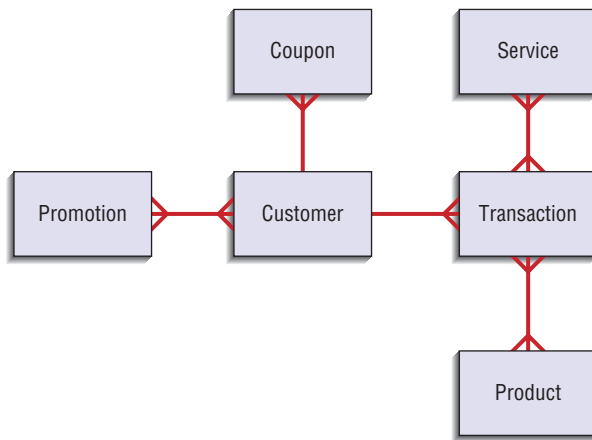 Coupon
Service
Promotion
Customer
Transaction
Product